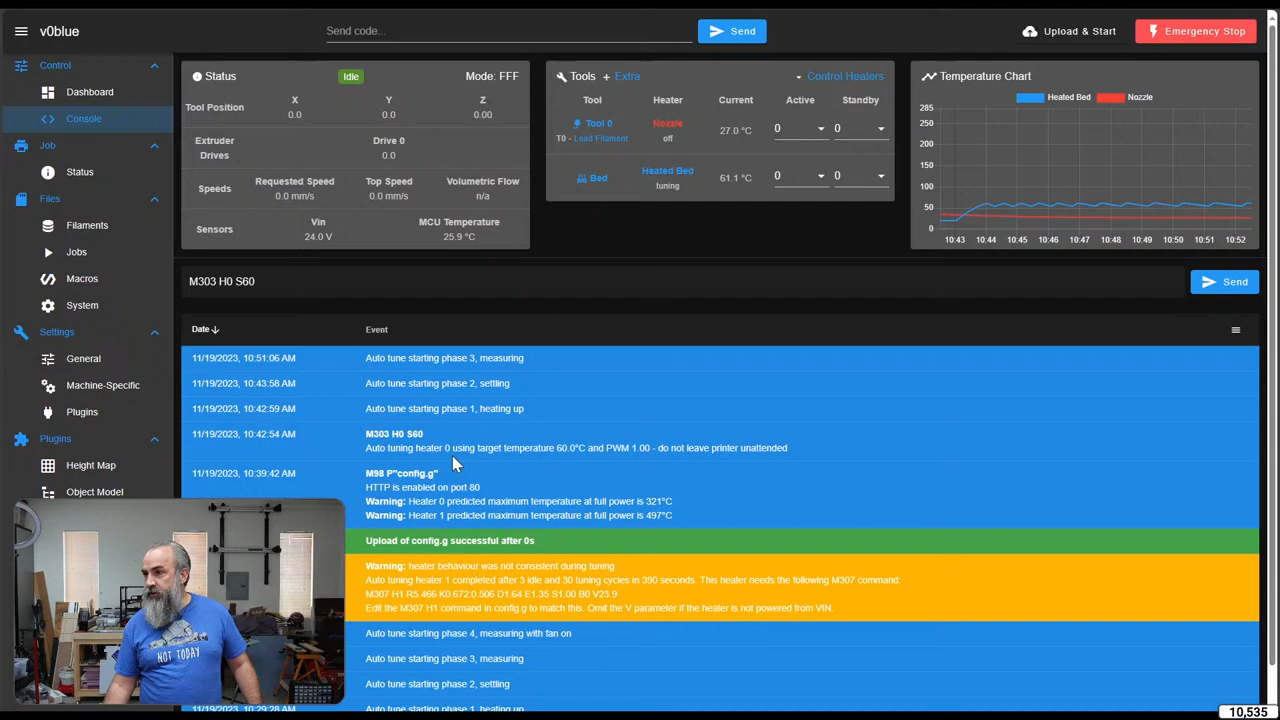 v0blue
Send code...
Send
Upload & Start
Emergency Stop
Control
Dashboard
Console
Job
Status
Files
Filaments
Jobs
Macros
System
Settings
General
Machine-Specific
Plugins
Plugins
Height Map
Object Model
Status
Idle
Mode: FFF
Tool Position
X
Y
Z
0.0
0.0
0.00
Extruder
Drives
Drive 0
0.0
Speeds
Requested Speed
Top Speed
Volumetric Flow
0.0 mm/s
0.0 mm/s
n/a
Sensors
Vin
MCU Temperature
24.0 V
25.9 °C
Tools + Extra
Control Heaters
Tool
Heater
Current
Active
Standby
Tool 0
T0 - Load Filament
Nozzle
off
27.0 °C
0
0
Bed
Heated Bed
tuning
61.1 °C
0
0
Temperature Chart
Heated Bed
Nozzle
285
250
200
150
100
50
0
10:43
10:44
10:45
10:46
10:47
10:48
10:49
10:50
10:51
10:52
M303 H0 S60
Send
Date
Event
11/19/2023, 10:51:06 AM
Auto tune starting phase 3, measuring
11/19/2023, 10:43:58 AM
Auto tune starting phase 2, settling
11/19/2023, 10:42:59 AM
Auto tune starting phase 1, heating up
11/19/2023, 10:42:54 AM
M303 H0 S60
Auto tuning heater 0 using target temperature 60.0°C and PWM 1.00 - do not leave printer unattended
11/19/2023, 10:39:42 AM
M98 P"config.g"
HTTP is enabled on port 80
Warning: Heater 0 predicted maximum temperature at full power is 321°C
Warning: Heater 1 predicted maximum temperature at full power is 497°C
Upload of config.g successful after 0s
Warning: heater behaviour was not consistent during tuning
Auto tuning heater 1 completed after 3 idle and 30 tuning cycles in 390 seconds. This heater needs the following M307 command:
M307 H1 R5.466 K0.672:0.506 D1.64 E1.35 S1.00 B0 V23.9
Edit the M307 H1 command in config.g to match this. Omit the V parameter if the heater is not powered from VIN.
Auto tune starting phase 4, measuring with fan on
Auto tune starting phase 3, measuring
Auto tune starting phase 2, settling
Auto tune starting phase 1, heating up
NOT TODAY
10,535